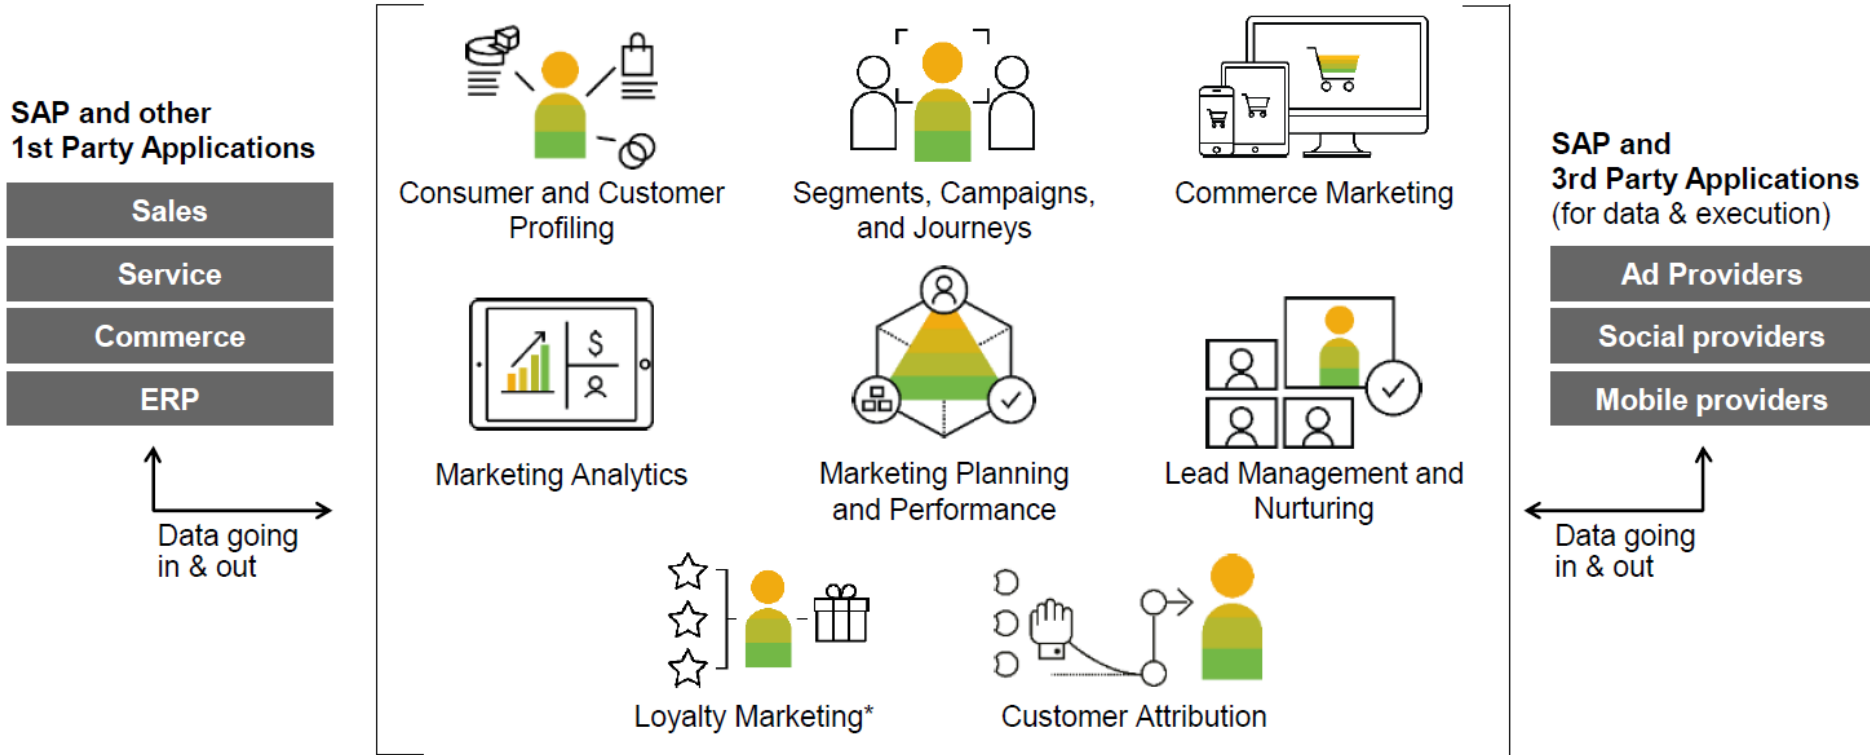 SAP and other
1st Party Applications
Sales
Service
Commerce
ERP
Data going
in & out
Consumer and Customer
Profiling
Segments, Campaigns,
and Journeys
Commerce Marketing
$
Marketing Analytics
Marketing Planning
and Performance
Lead Management and
Nurturing
Loyalty Marketing*
Customer Attribution
SAP and
3rd Party Applications
(for data & execution)
Ad Providers
Social providers
Mobile providers
Data going
in & out